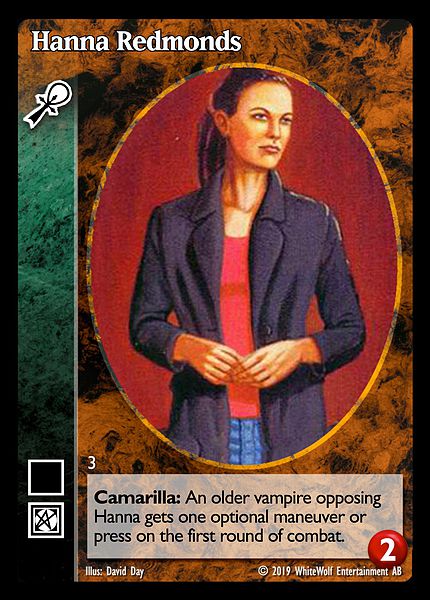 Hanna Redmonds
3
Camarilla: An older vampire opposing
Hanna gets one optional maneuver or
press on the first round of combat.
2
Illus: David Day
© 2019 WhiteWolf Entertainment AB